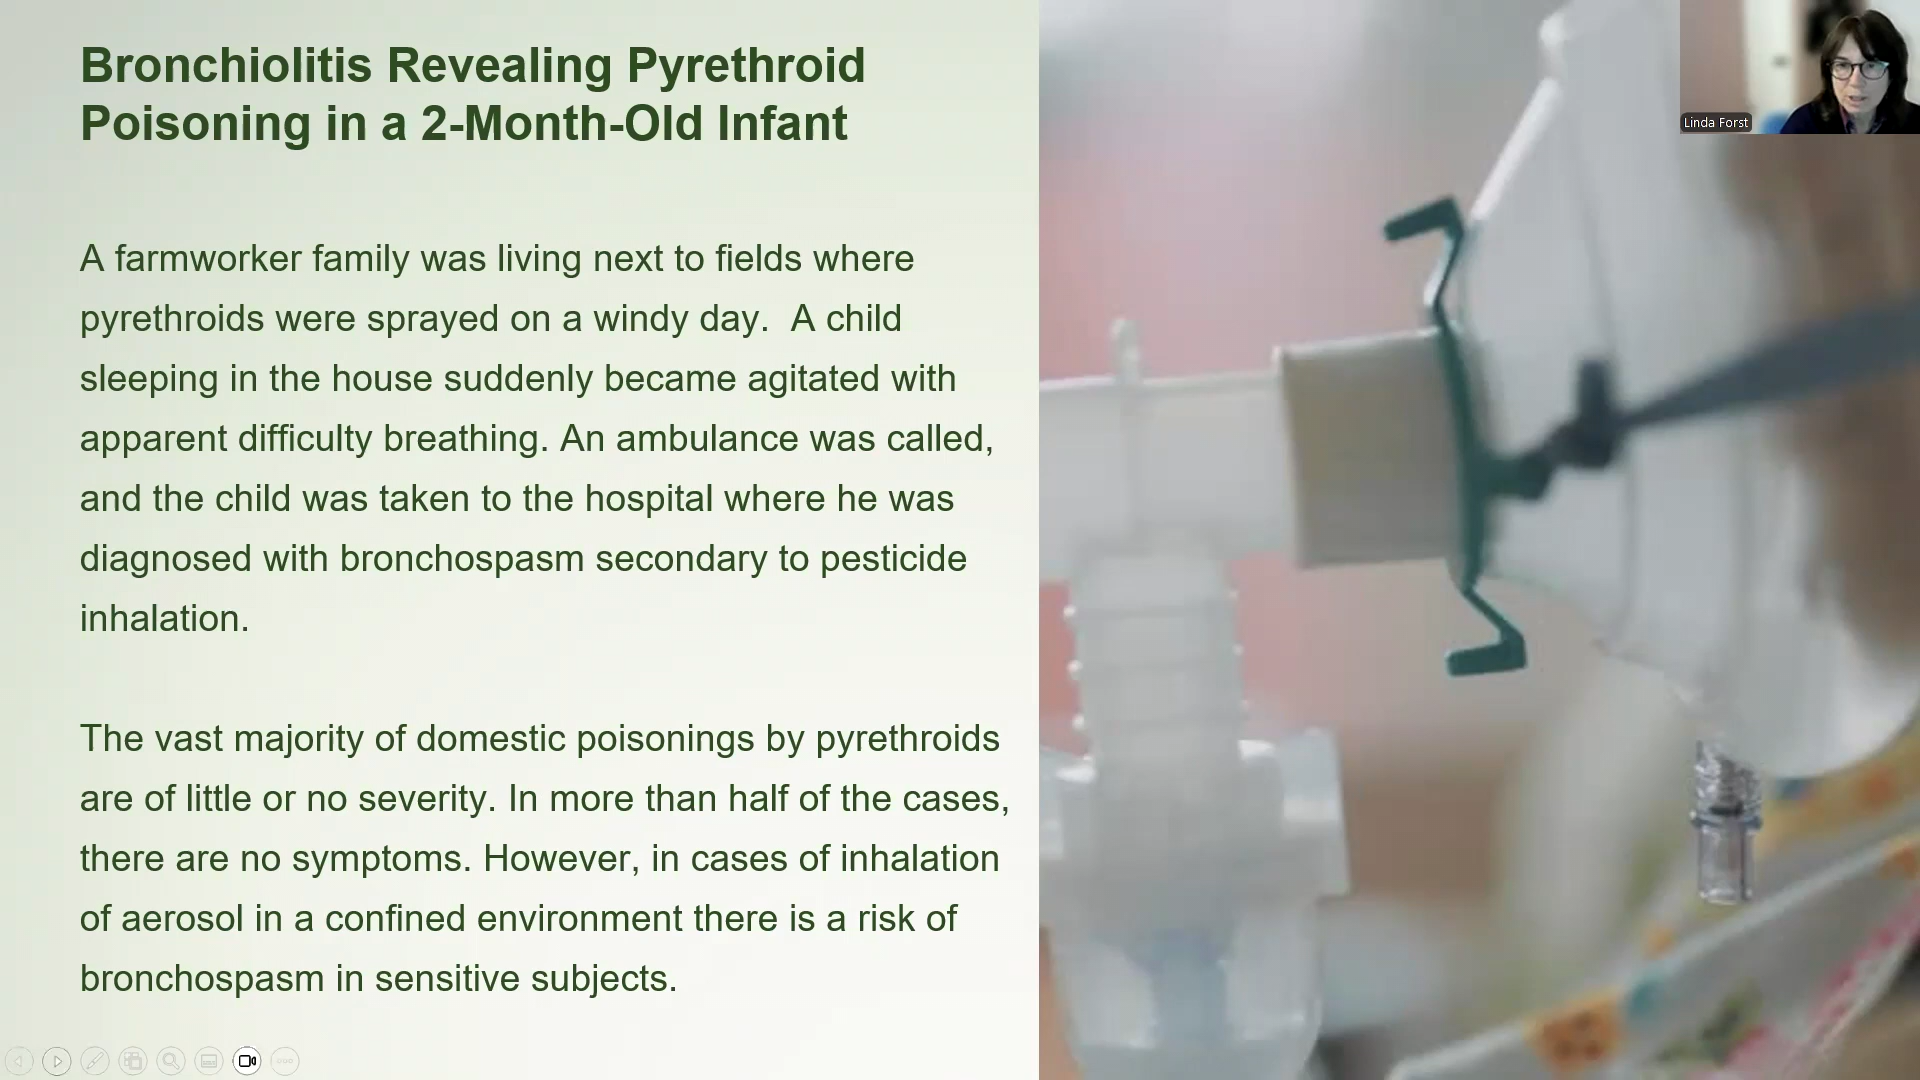 Bronchiolitis Revealing Pyrethroid
Poisoning in a 2-Month-Old Infant
A farmworker family was living next to fields where
pyrethroids were sprayed on a windy day.  A child
sleeping in the house suddenly became agitated with
apparent difficulty breathing. An ambulance was called,
and the child was taken to the hospital where he was
diagnosed with bronchospasm secondary to pesticide
inhalation.
The vast majority of domestic poisonings by pyrethroids
are of little or no severity. In more than half of the cases,
there are no symptoms. However, in cases of inhalation
of aerosol in a confined environment there is a risk of
bronchospasm in sensitive subjects.
Linda Forst